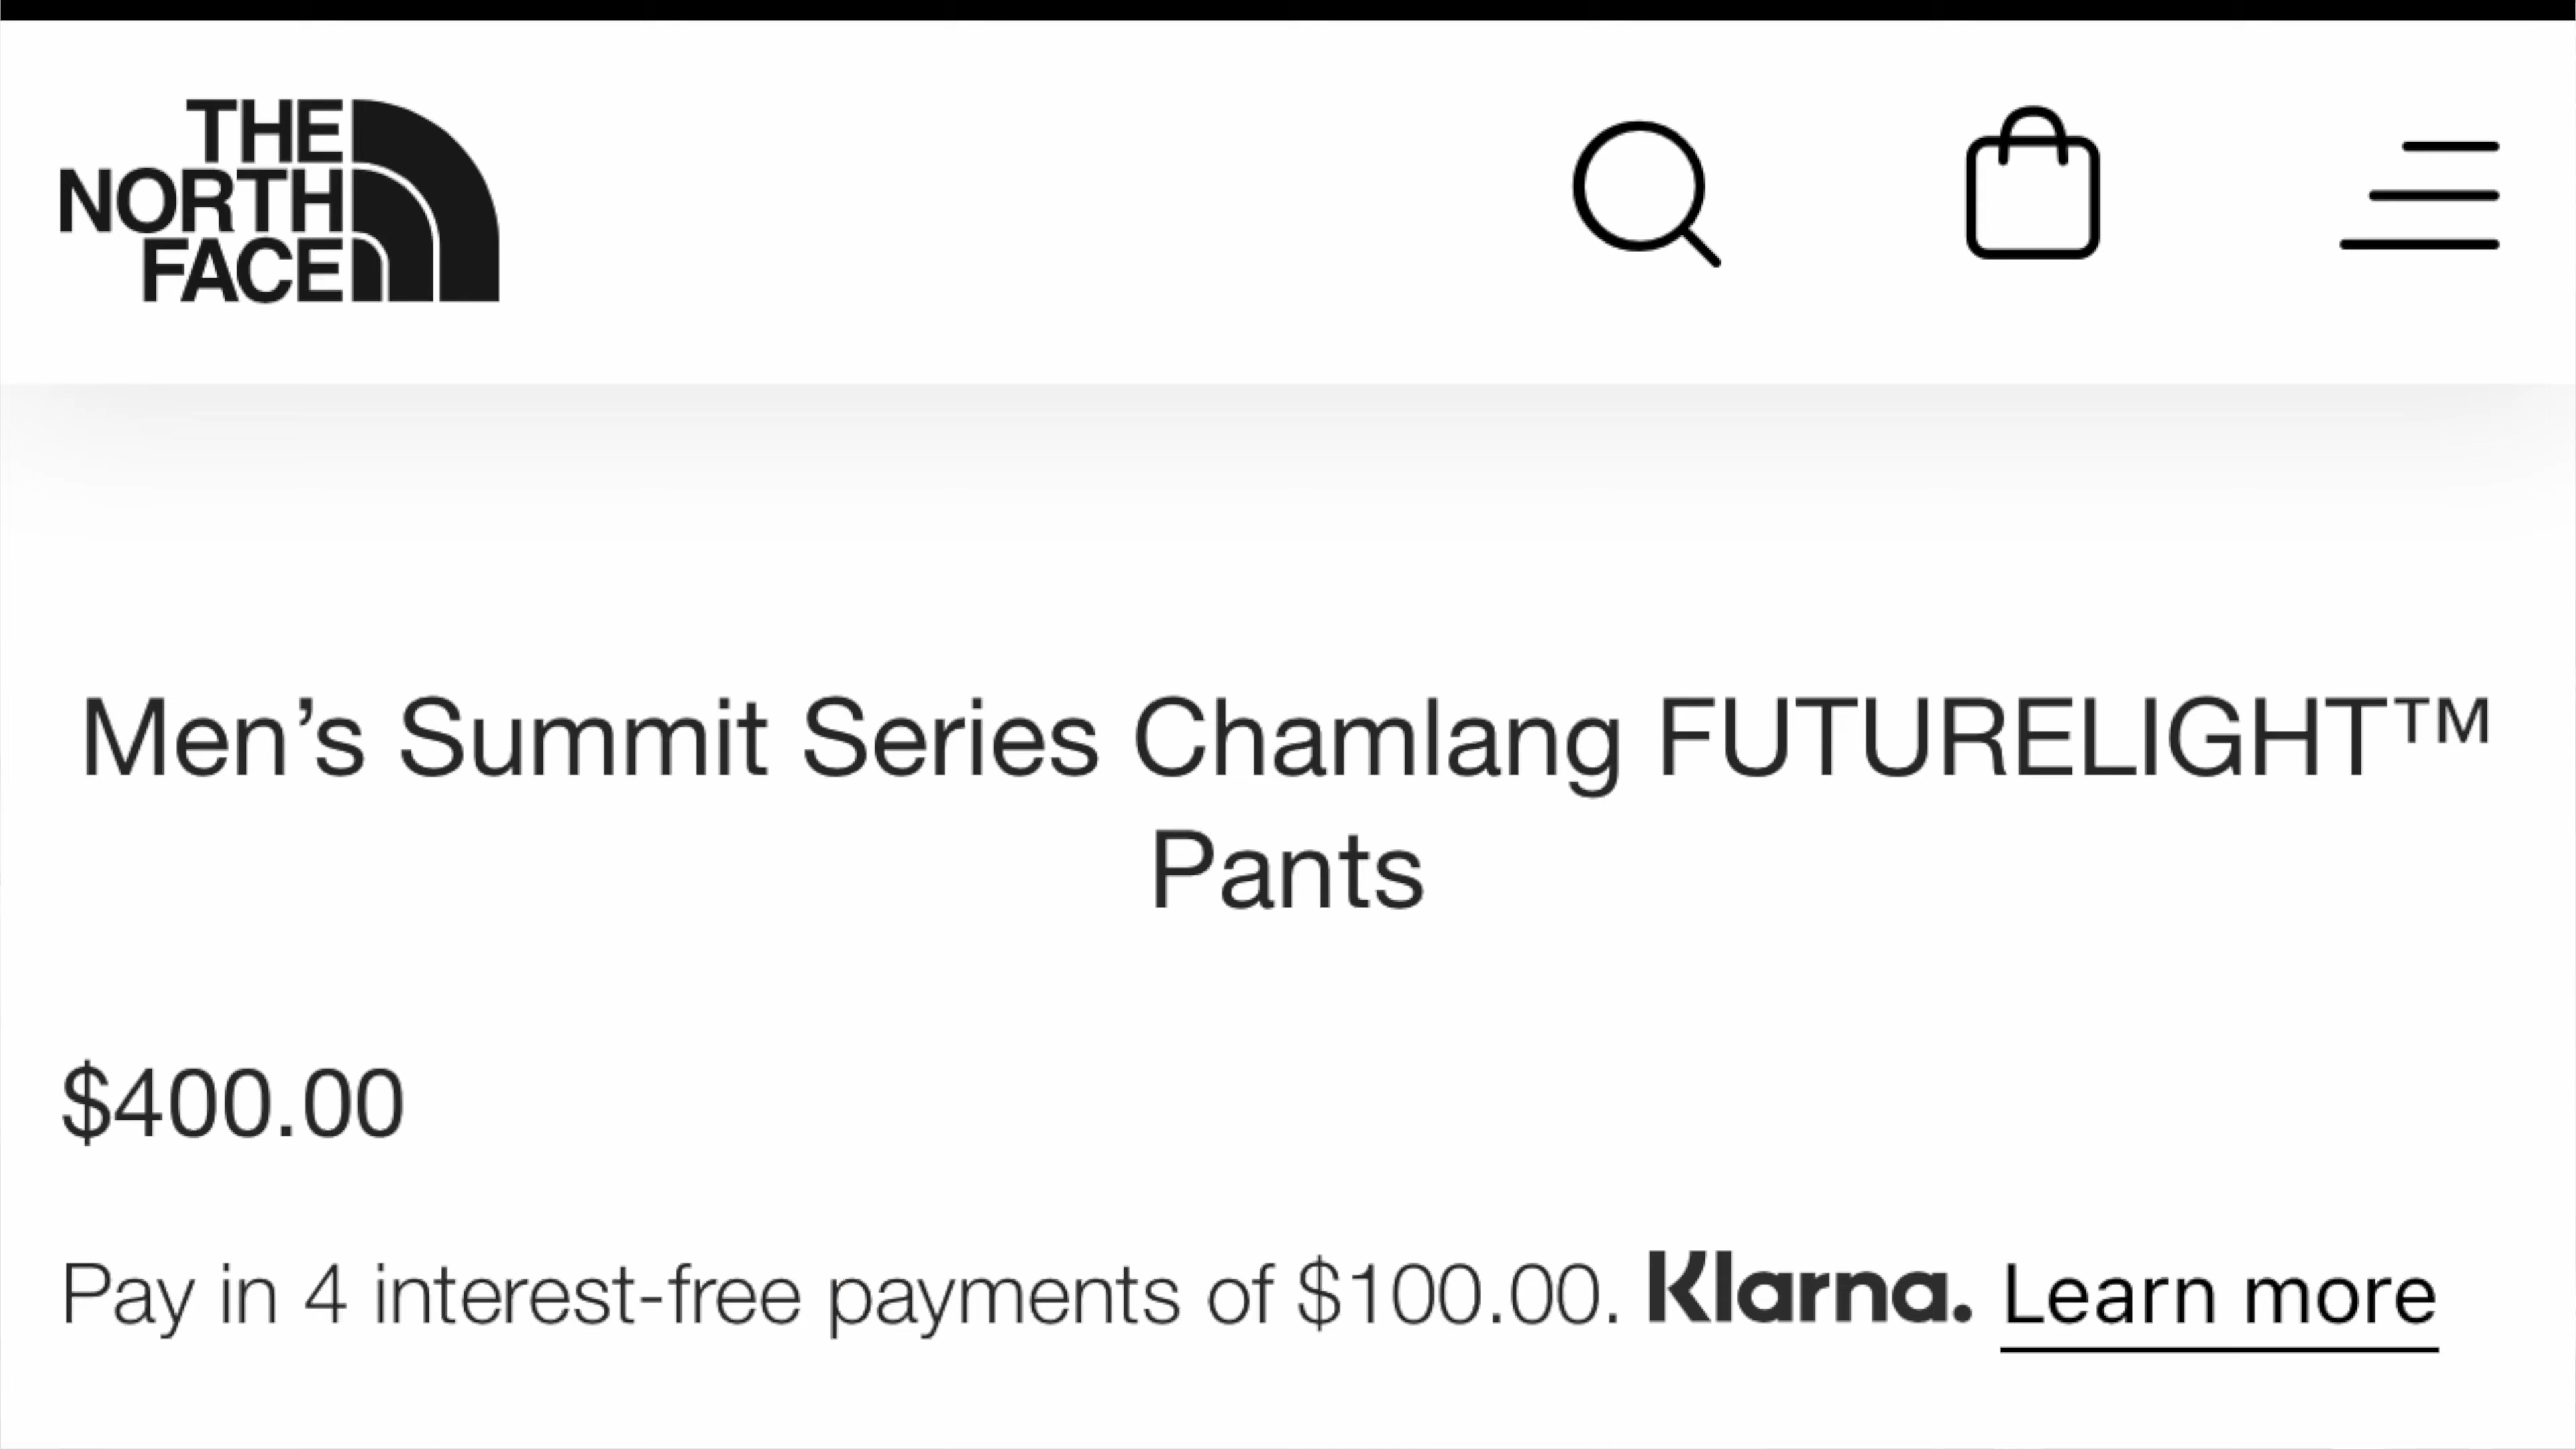 THE
NORTH
FACE
Men’s Summit Series Chamlang FUTURELIGHT™
Pants
$400.00
Pay in 4 interest-free payments of $100.00. Klarna. Learn more